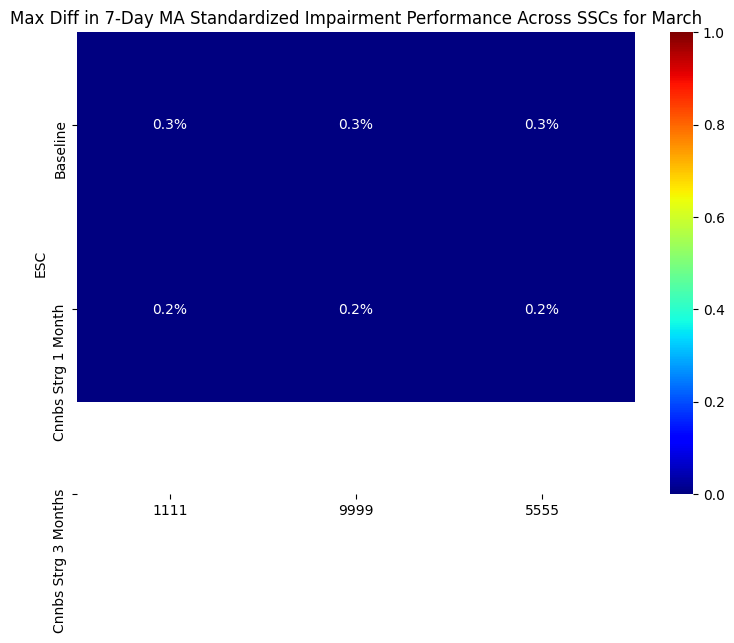 Max Diff in 7-Day MA Standardized Impairment Performance Across SSCs for March
ESC
Baseline
0.3% 0.3% 0.3%
Cnnbs Strg 1 Month
0.2% 0.2% 0.2%
Cnnbs Strg 3 Months
1111 9999 5555
1.0
0.8
0.6
0.4
0.2
0.0